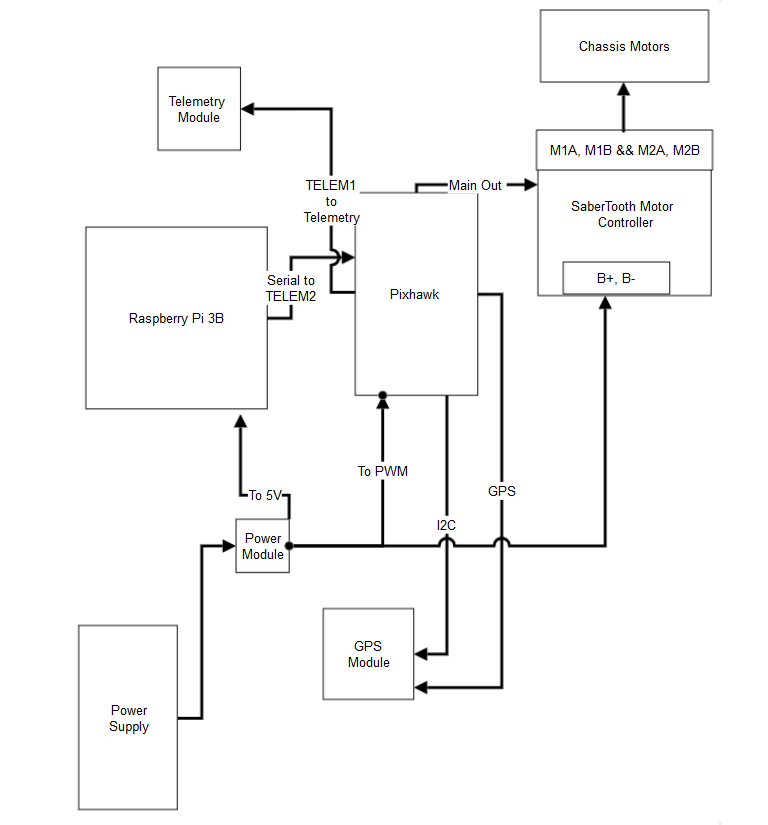 Chassis Motors
Telemetry
Module
M1A, M1B && M2A, M2B
TELEM1
to
Telemetry
Main Out
SaberTooth Motor
Controller
B+, B-
Serial to
TELEM2
Pixhawk
Raspberry Pi 3B
To PWM
GPS
To 5V
I2C
Power
Module
GPS
Module
Power
Supply